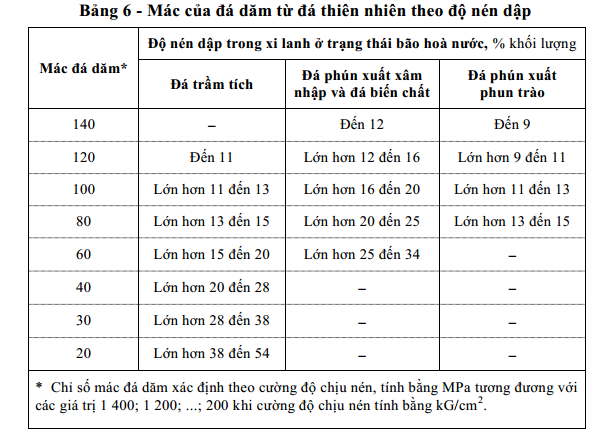 Bảng 6 - Mác của đá dăm từ đá thiên nhiên theo độ nén dập
Mác đá dăm*
Độ nén dập trong xi lanh ở trạng thái bão hoà nước, % khối lượng
Đá trầm tích
Đá phún xuất xâm
nhập và đá biến chất
Đá phún xuất
phun trào
140 – Đến 12 Đến 9
120 Đến 11 Lớn hơn 12 đến 16 Lớn hơn 9 đến 11
100 Lớn hơn 11 đến 13 Lớn hơn 16 đến 20 Lớn hơn 11 đến 13
80 Lớn hơn 13 đến 15 Lớn hơn 20 đến 25 Lớn hơn 13 đến 15
60 Lớn hơn 15 đến 20 Lớn hơn 25 đến 34 –
40 Lớn hơn 20 đến 28 – –
30 Lớn hơn 28 đến 38 – –
20 Lớn hơn 38 đến 54 – –
* Chỉ số mác đá dăm xác định theo cường độ chịu nén, tính bằng MPa tương đương với
các giá trị 1 400; 1 200; ...; 200 khi cường độ chịu nén tính bằng kG/cm².